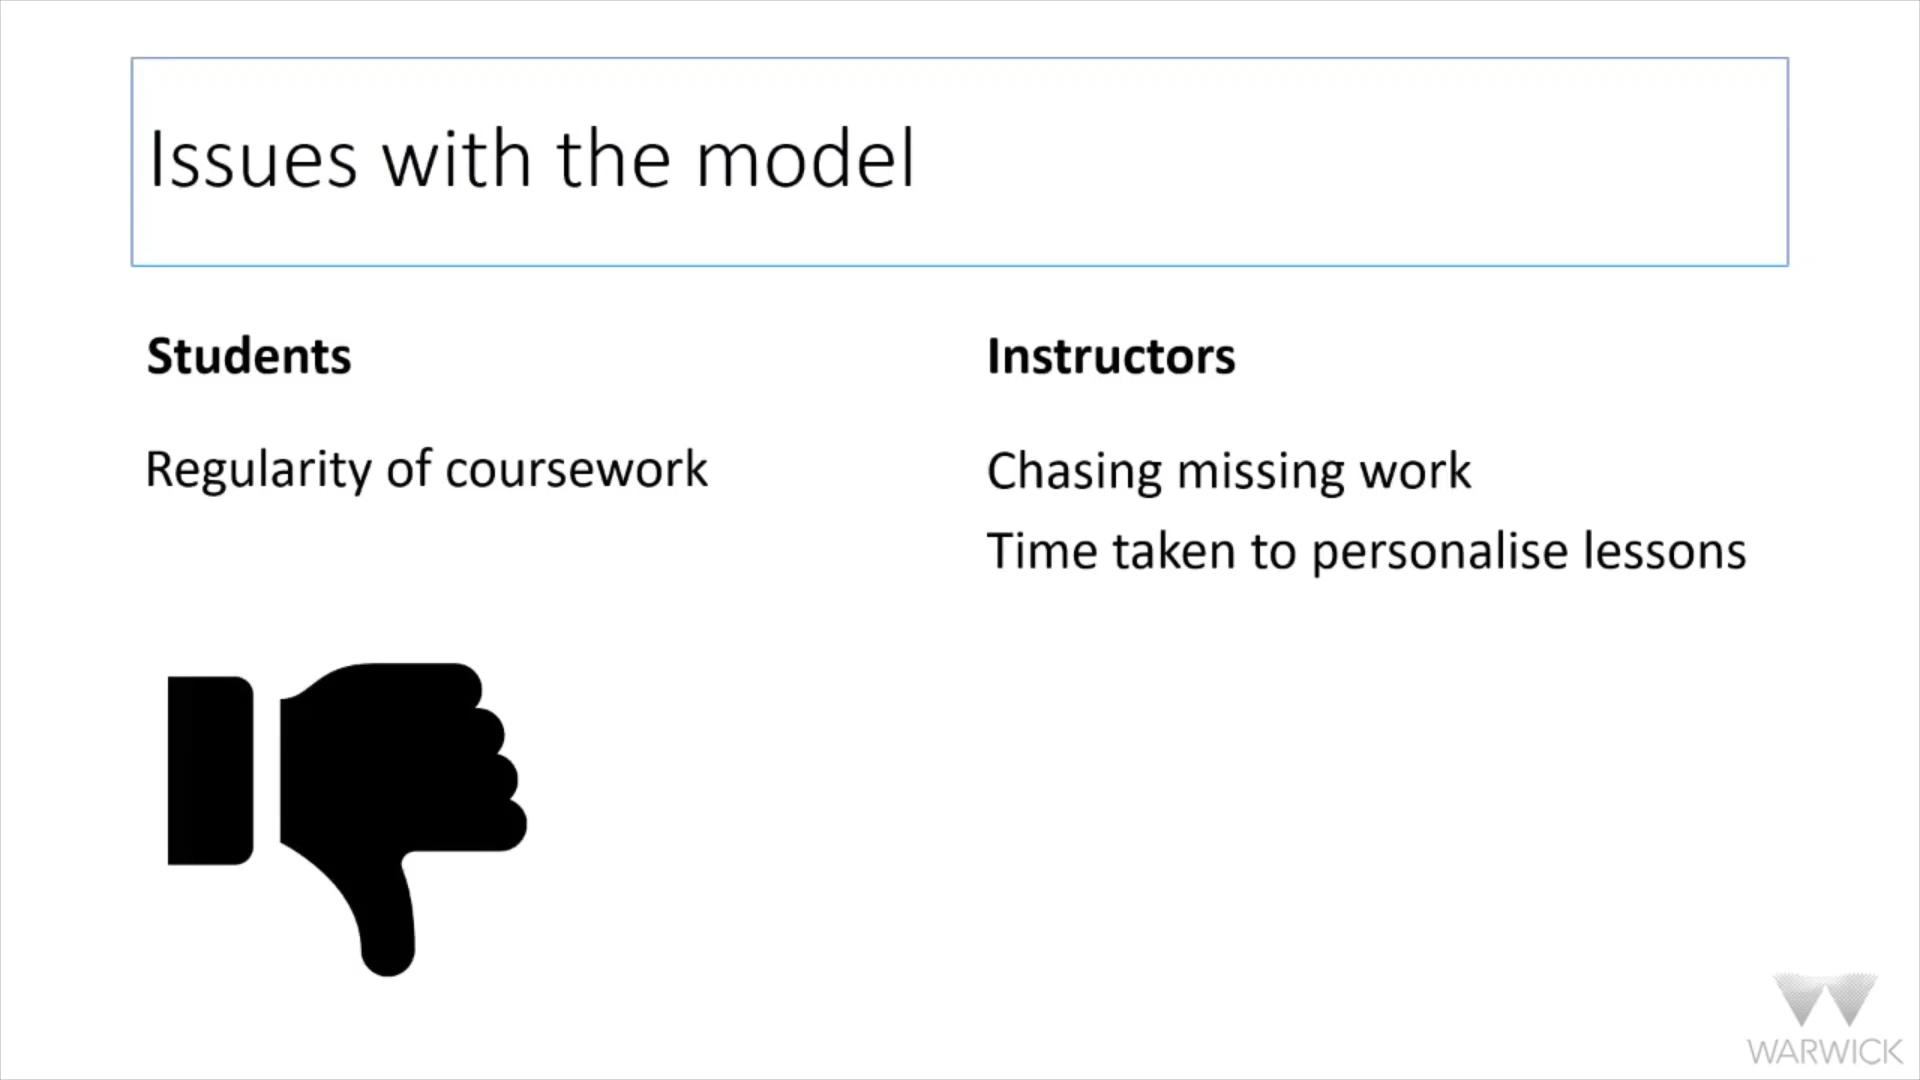 Issues with the model
Students
Regularity of coursework
Instructors
Chasing missing work
Time taken to personalise lessons
WARWICK